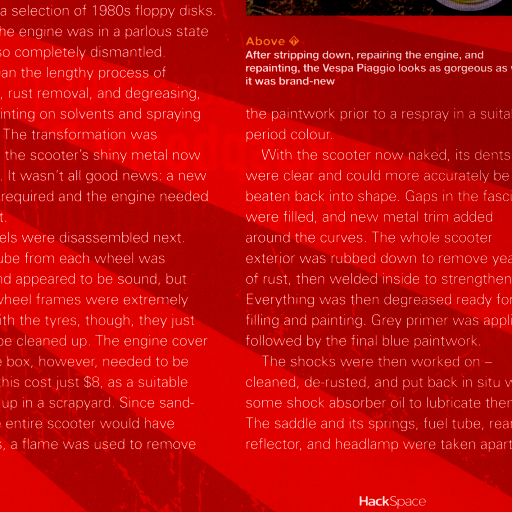 a selection of 1980s floppy disks.
he engine was in a parlous state
so completely dismantled.
an the lengthy process of
, rust removal, and degreasing,
inting on solvents and spraying
The transformation was
the scooter's shiny metal now
. It wasn't all good news: a new
required and the engine needed
t.
els were disassembled next.
ube from each wheel was
nd appeared to be sound, but
wheel frames were extremely
ith the tyres, though, they just
be cleaned up. The engine cover
e box, however, needed to be
his cost just $8, as a suitable
up in a scrapyard. Since sand-
e entire scooter would have
s, a flame was used to remove
Above �
After stripping down, repairing the engine, and
repainting, the Vespa Piaggio looks as gorgeous as
it was brand-new
the paintwork prior to a respray in a suita
period colour.
With the scooter now naked, its dents
were clear and could more accurately be
beaten back into shape. Gaps in the fasci
were filled, and new metal trim added
around the curves. The whole scooter
exterior was rubbed down to remove yea
of rust, then welded inside to strengthen
Everything was then degreased ready for
filling and painting. Grey primer was appli
followed by the final blue paintwork.
The shocks were then worked on –
cleaned, de-rusted, and put back in situ w
some shock absorber oil to lubricate them
The saddle and its springs, fuel tube, rear
reflector, and headlamp were taken apart
HackSpace